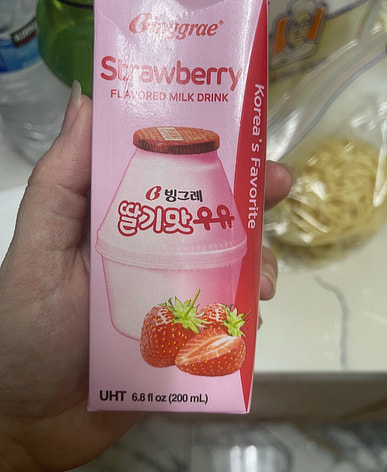 Binggrae®
Strawberry
FLAVORED MILK DRINK
Korea's Favorite
빙그레
딸기맛우유
UHT 6.8 fl oz (200 mL)